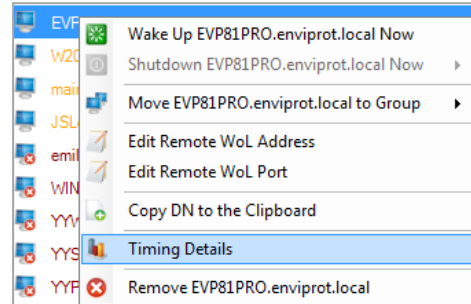 EVP
Wake Up EVP81PRO.enviprot.local Now
W20
Shutdown EVP81PRO.enviprot.local Now
mai
Move EVP81PRO.enviprot.local to Group
JSL
Edit Remote WoL Address
emil
Edit Remote WoL Port
WIN
Copy DN to the Clipboard
YYV
Timing Details
YYS
Remove EVP81PRO.enviprot.local
YYP